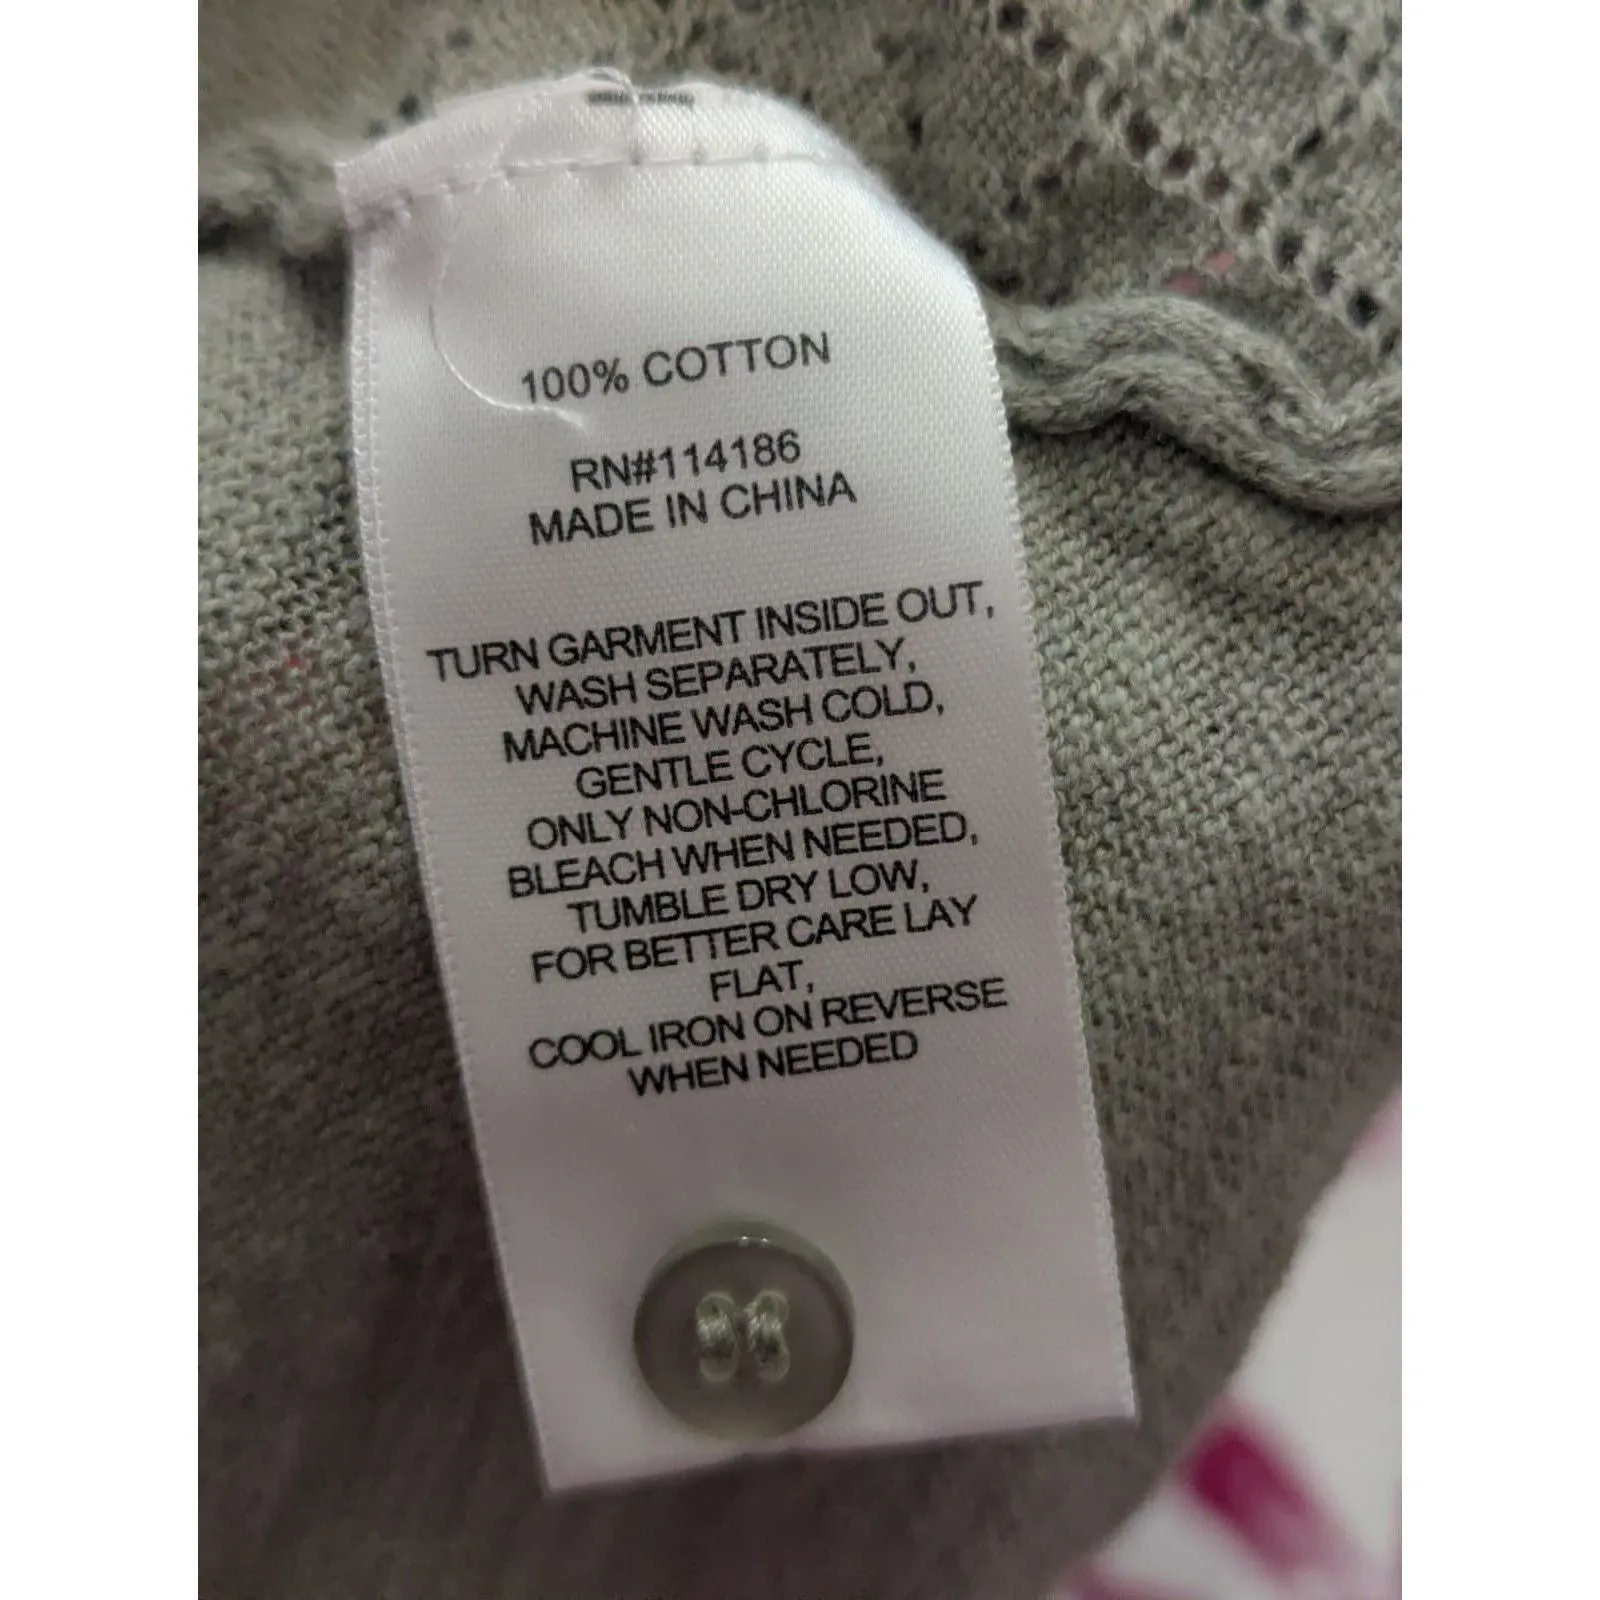 100% COTTON
RN#114186
MADE IN CHINA
TURN GARMENT INSIDE OUT,
WASH SEPARATELY,
MACHINE WASH COLD,
GENTLE CYCLE,
ONLY NON-CHLORINE
BLEACH WHEN NEEDED,
TUMBLE DRY LOW,
FOR BETTER CARE LAY
FLAT,
COOL IRON ON REVERSE
WHEN NEEDED